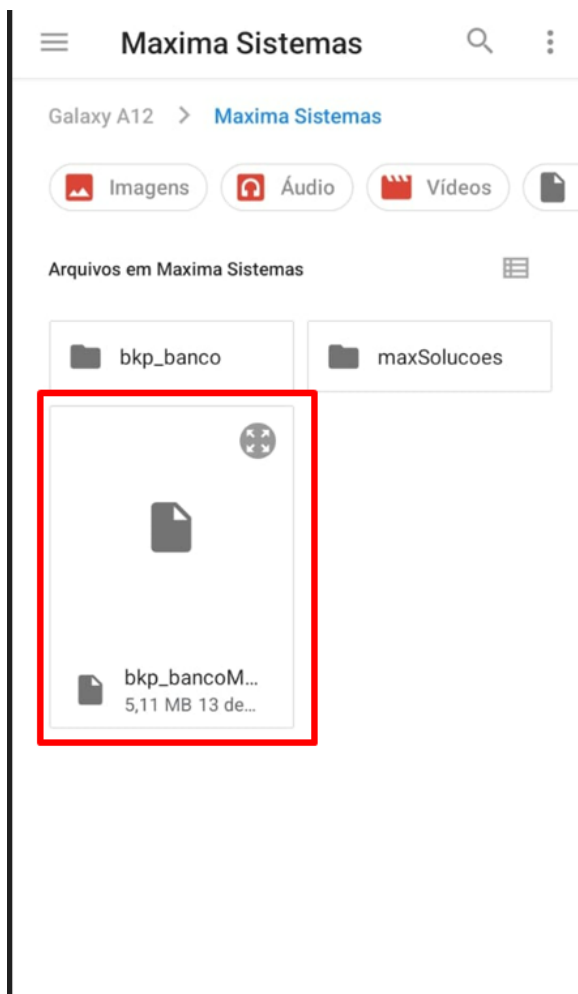 Maxima Sistemas
Galaxy A12 > Maxima Sistemas
Imagens Áudio Vídeos
Arquivos em Maxima Sistemas
bkp_banco maxSolucoes
bkp_bancoM...
5,11 MB 13 de...